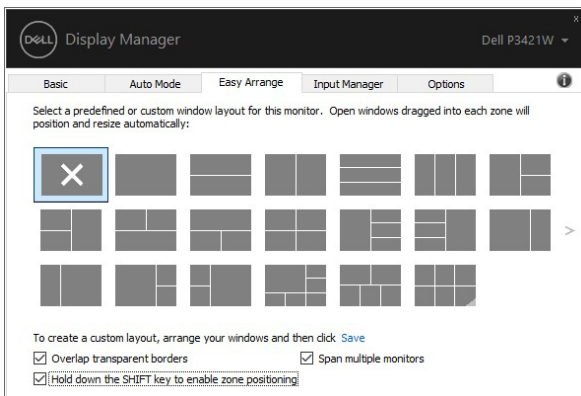 DELL Display Manager
Dell P3421W
Basic Auto Mode Easy Arrange Input Manager Options
Select a predefined or custom window layout for this monitor. Open windows dragged into each zone will
position and resize automatically:
To create a custom layout, arrange your windows and then click Save
Overlap transparent borders
Span multiple monitors
Hold down the SHIFT key to enable zone positioning